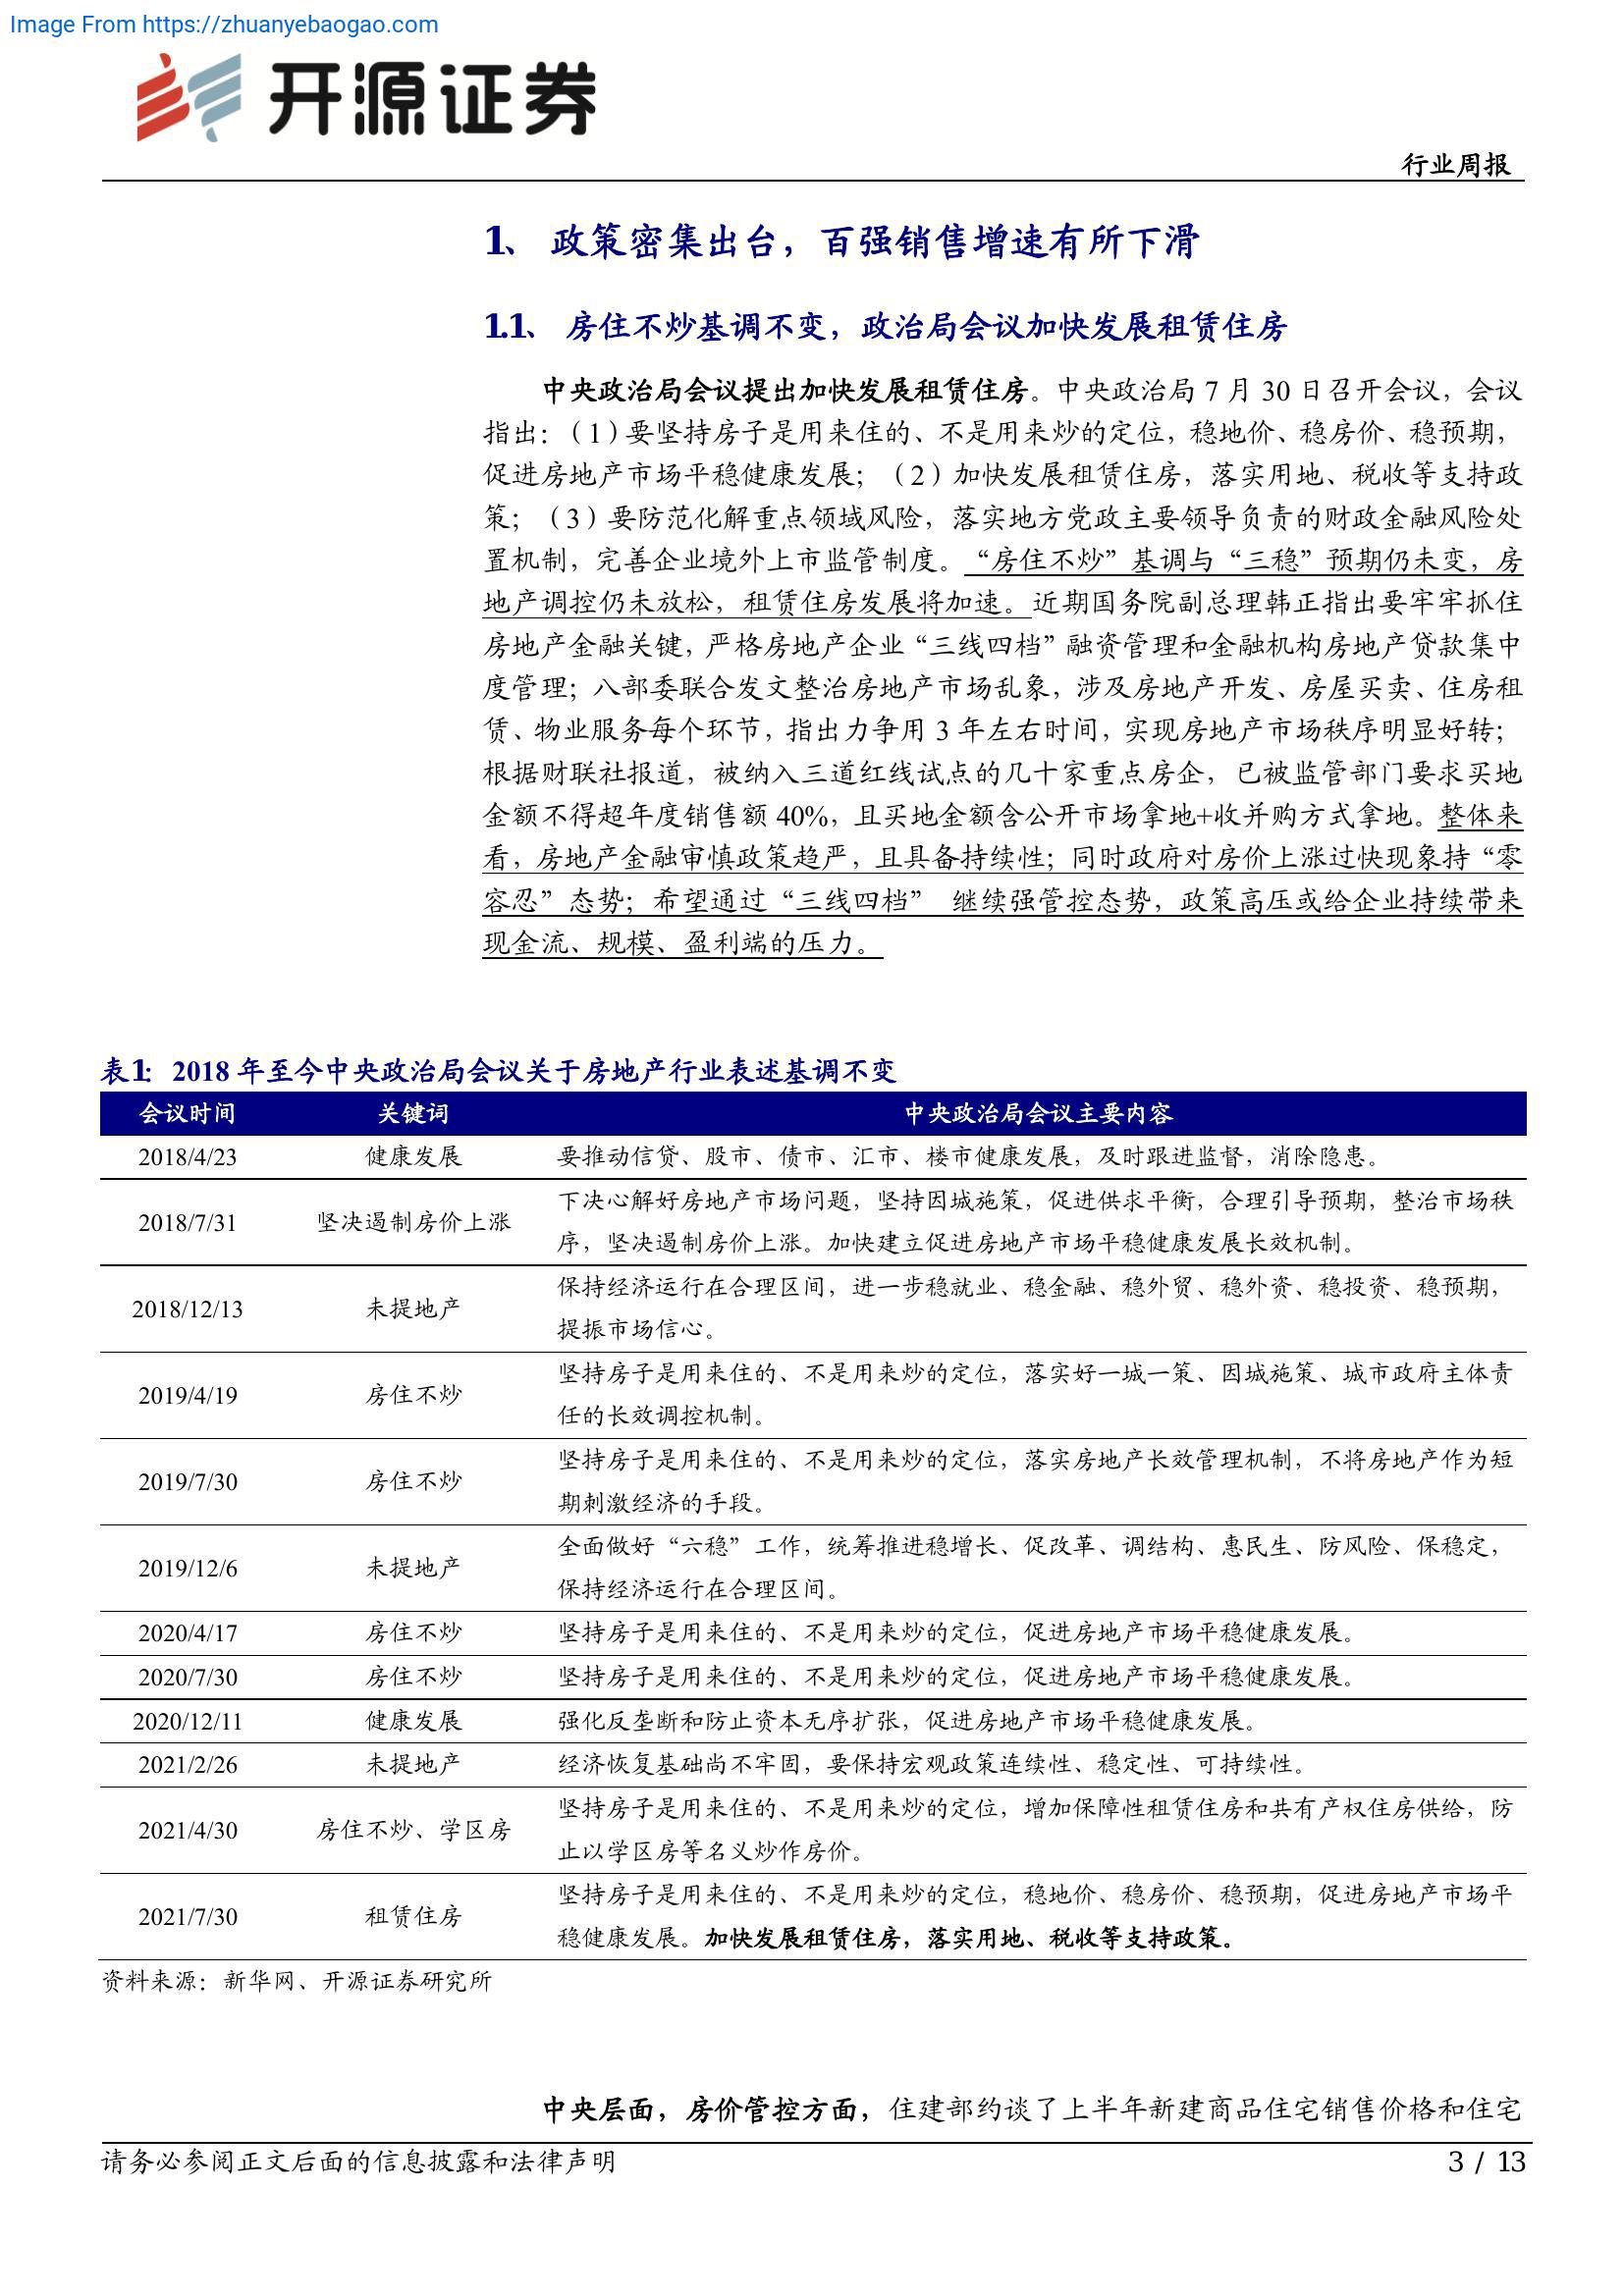 Image From https://zhuanyebaogao.com
开源证券
行业周报
1、 政策密集出台，百强销售增速有所下滑
1.1、 房住不炒基调不变，政治局会议加快发展租赁住房
中央政治局会议提出加快发展租赁住房。中央政治局 7 月 30 日召开会议，会议
指出：（1）要坚持房子是用来住的、不是用来炒的定位，稳地价、稳房价、稳预期，
促进房地产市场平稳健康发展；（2）加快发展租赁住房，落实用地、税收等支持政
策；（3）要防范化解重点领域风险，落实地方党政主要领导负责的财政金融风险处
置机制，完善企业境外上市监管制度。“房住不炒”基调与“三稳”预期仍未变，房
地产调控仍未放松，租赁住房发展将加速。近期国务院副总理韩正指出要牢牢抓住
房地产金融关键，严格房地产企业“三线四档”融资管理和金融机构房地产贷款集中
度管理；八部委联合发文整治房地产市场乱象，涉及房地产开发、房屋买卖、住房租
赁、物业服务每个环节，指出力争用 3 年左右时间，实现房地产市场秩序明显好转；
根据财联社报道，被纳入三道红线试点的几十家重点房企，已被监管部门要求买地
金额不得超年度销售额 40%，且买地金额含公开市场拿地+收并购方式拿地。整体来
看，房地产金融审慎政策趋严，且具备持续性；同时政府对房价上涨过快现象持“零
容忍”态势；希望通过“三线四档” 继续强管控态势，政策高压或给企业持续带来
现金流、规模、盈利端的压力。
表1： 2018 年至今中央政治局会议关于房地产行业表述基调不变
会议时间 关键词 中央政治局会议主要内容
2018/4/23 健康发展 要推动信贷、股市、债市、汇市、楼市健康发展，及时跟进监督，消除隐患。
2018/7/31 坚决遏制房价上涨 下决心解好房地产市场问题，坚持因城施策，促进供求平衡，合理引导预期，整治市场秩
序，坚决遏制房价上涨。加快建立促进房地产市场平稳健康发展长效机制。
2018/12/13 未提地产 保持经济运行在合理区间，进一步稳就业、稳金融、稳外贸、稳外资、稳投资、稳预期，
提振市场信心。
2019/4/19 房住不炒 坚持房子是用来住的、不是用来炒的定位，落实好一城一策、因城施策、城市政府主体责
任的长效调控机制。
2019/7/30 房住不炒 坚持房子是用来住的、不是用来炒的定位，落实房地产长效管理机制，不将房地产作为短
期刺激经济的手段。
2019/12/6 未提地产 全面做好“六稳”工作，统筹推进稳增长、促改革、调结构、惠民生、防风险、保稳定，
保持经济运行在合理区间。
2020/4/17 房住不炒 坚持房子是用来住的、不是用来炒的定位，促进房地产市场平稳健康发展。
2020/7/30 房住不炒 坚持房子是用来住的、不是用来炒的定位，促进房地产市场平稳健康发展。
2020/12/11 健康发展 强化反垄断和防止资本无序扩张，促进房地产市场平稳健康发展。
2021/2/26 未提地产 经济恢复基础尚不牢固，要保持宏观政策连续性、稳定性、可持续性。
2021/4/30 房住不炒、学区房 坚持房子是用来住的、不是用来炒的定位，增加保障性租赁住房和共有产权住房供给，防
止以学区房等名义炒作房价。
2021/7/30 租赁住房 坚持房子是用来住的、不是用来炒的定位，稳地价、稳房价、稳预期，促进房地产市场平
稳健康发展。加快发展租赁住房，落实用地、税收等支持政策。
资料来源：新华网、开源证券研究所
中央层面，房价管控方面，住建部约谈了上半年新建商品住宅销售价格和住宅
请务必参阅正文后面的信息披露和法律声明 3 / 13